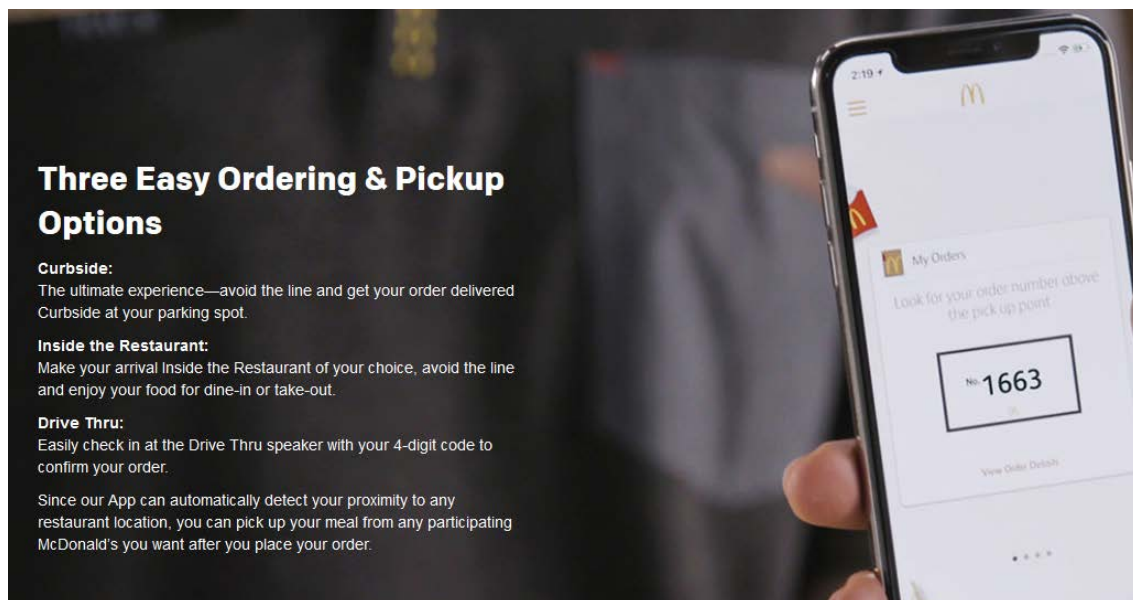 Three Easy Ordering & Pickup
Options
Curbside:
The ultimate experience—avoid the line and get your order delivered
Curbside at your parking spot.
Inside the Restaurant:
Make your arrival Inside the Restaurant of your choice, avoid the line
and enjoy your food for dine-in or take-out.
Drive Thru:
Easily check in at the Drive Thru speaker with your 4-digit code to
confirm your order.
Since our App can automatically detect your proximity to any
restaurant location, you can pick up your meal from any participating
McDonald's you want after you place your order.
2:19
My Orders
Look for your order number above
the pick up point.
No. 1663
View Order Details